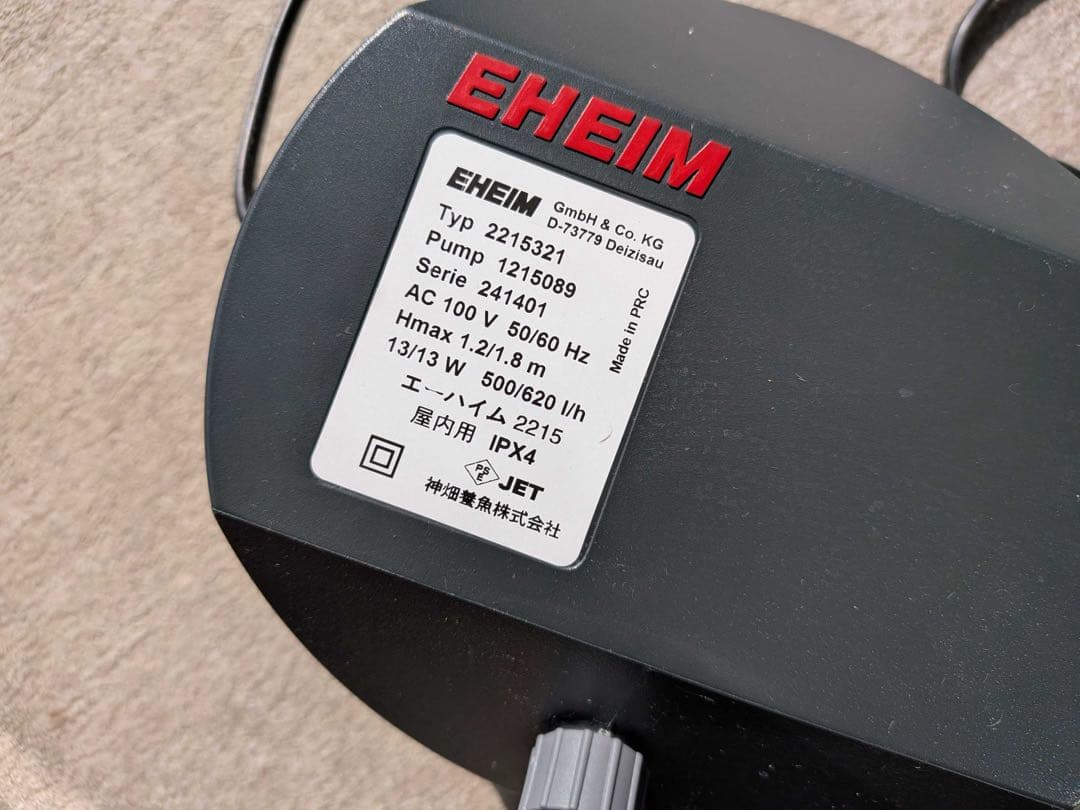 EHEIM
EHEIM GmbH & Co. KG
D-73779 Deizisau
Typ 2215321
Pump 1215089
Serie 241401
AC 100 V 50/60 Hz
Hmax 1.2/1.8 m
13/13 W 500/620 l/h
エーハイム 2215
屋内用 IPX4
PS
E
JET
神畑養魚株式会社
Made in PRC